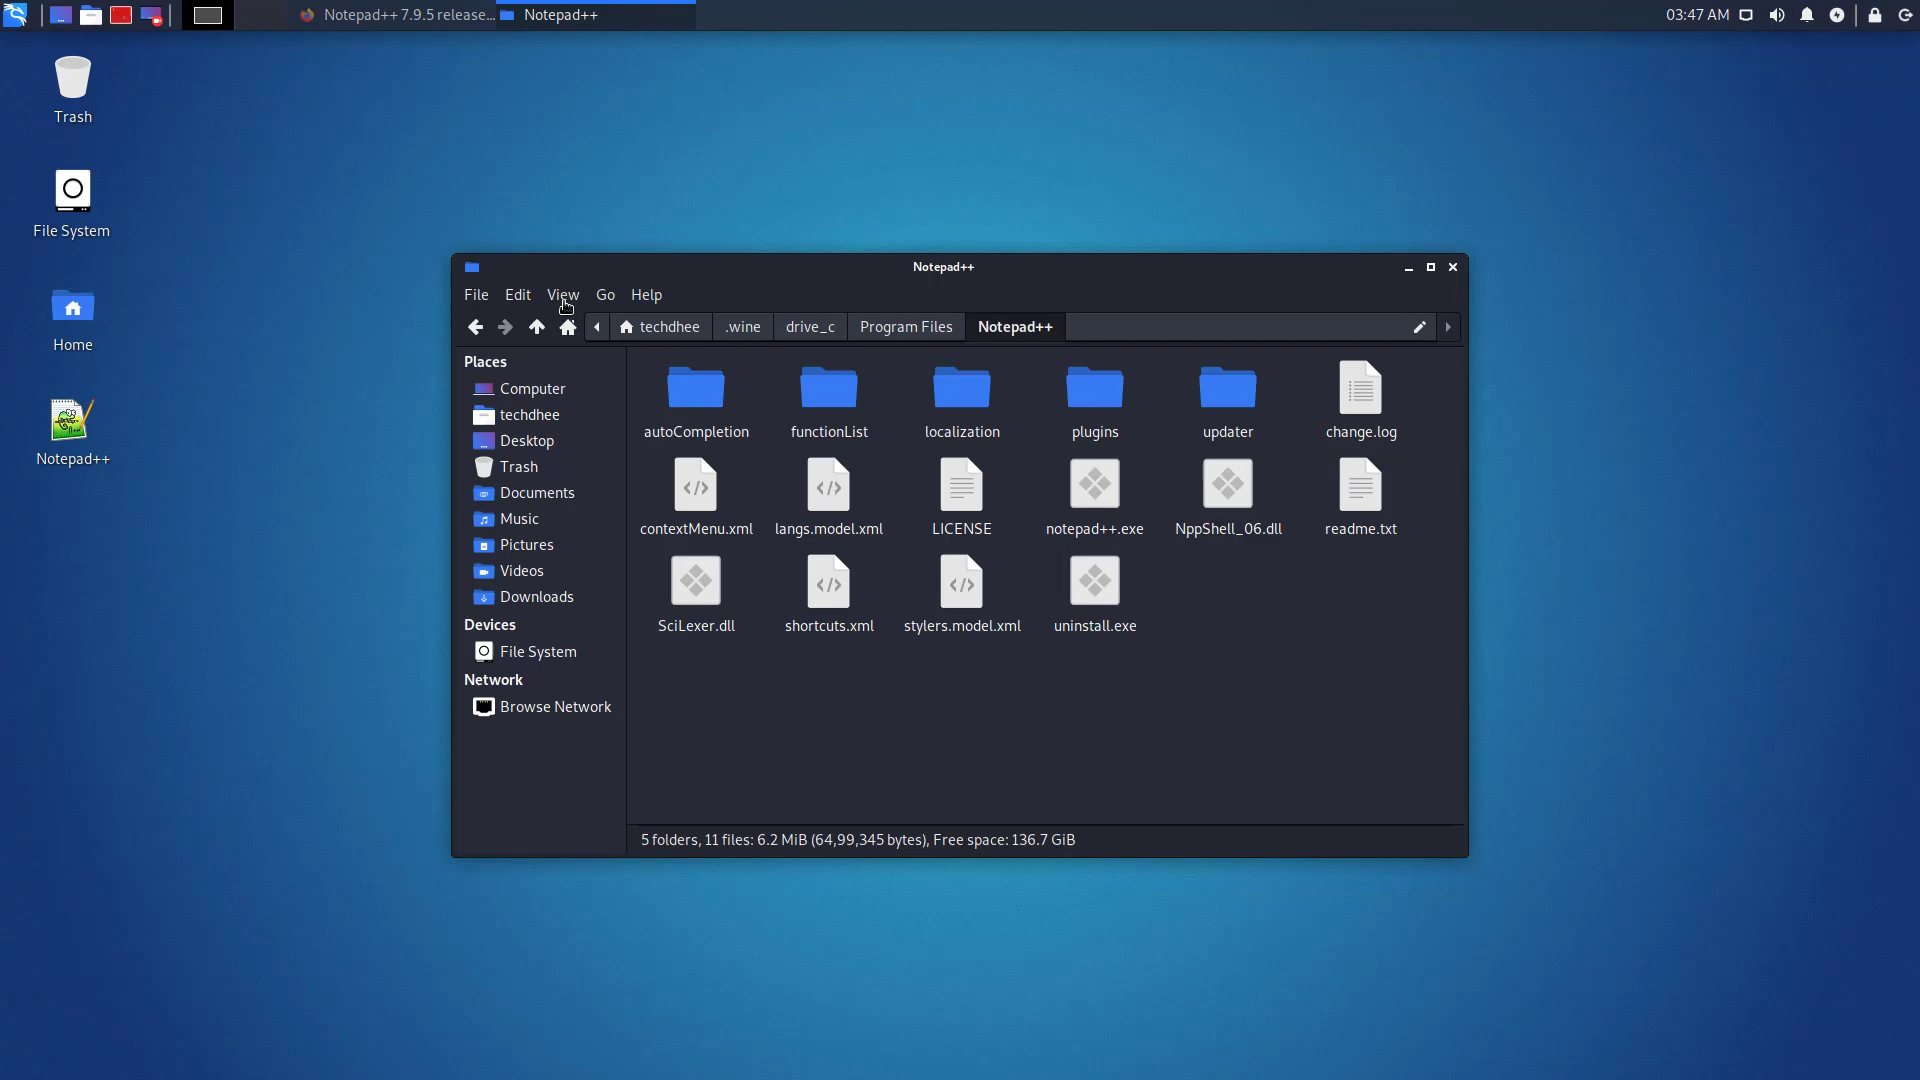 Notepad++ 7.9.5 release...
Notepad++
03:47 AM
Trash
File System
Home
Notepad++
Notepad++
File Edit View Go Help
techdhee .wine drive_c Program Files Notepad++
Places
Computer
techdhee
Desktop
Trash
Documents
Music
Pictures
Videos
Downloads
Devices
File System
Network
Browse Network
autoCompletion functionList localization plugins updater change.log
contextMenu.xml langs.model.xml LICENSE notepad++.exe NppShell_06.dll readme.txt
SciLexer.dll shortcuts.xml stylers.model.xml uninstall.exe
5 folders, 11 files: 6.2 MiB (64,99,345 bytes), Free space: 136.7 GiB